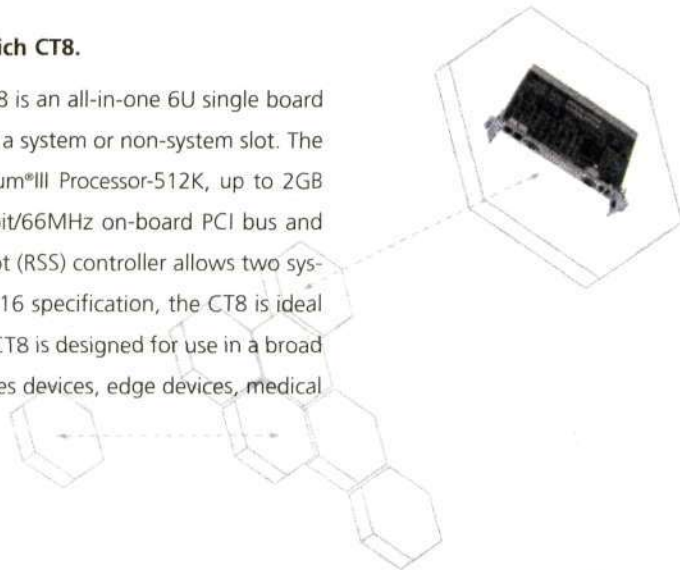 ich CT8.
8 is an all-in-one 6U single board
a system or non-system slot. The
um®III Processor-512K, up to 2GB
it/66MHz on-board PCI bus and
ot (RSS) controller allows two sys-
16 specification, the CT8 is ideal
CT8 is designed for use in a broad
es devices, edge devices, medical